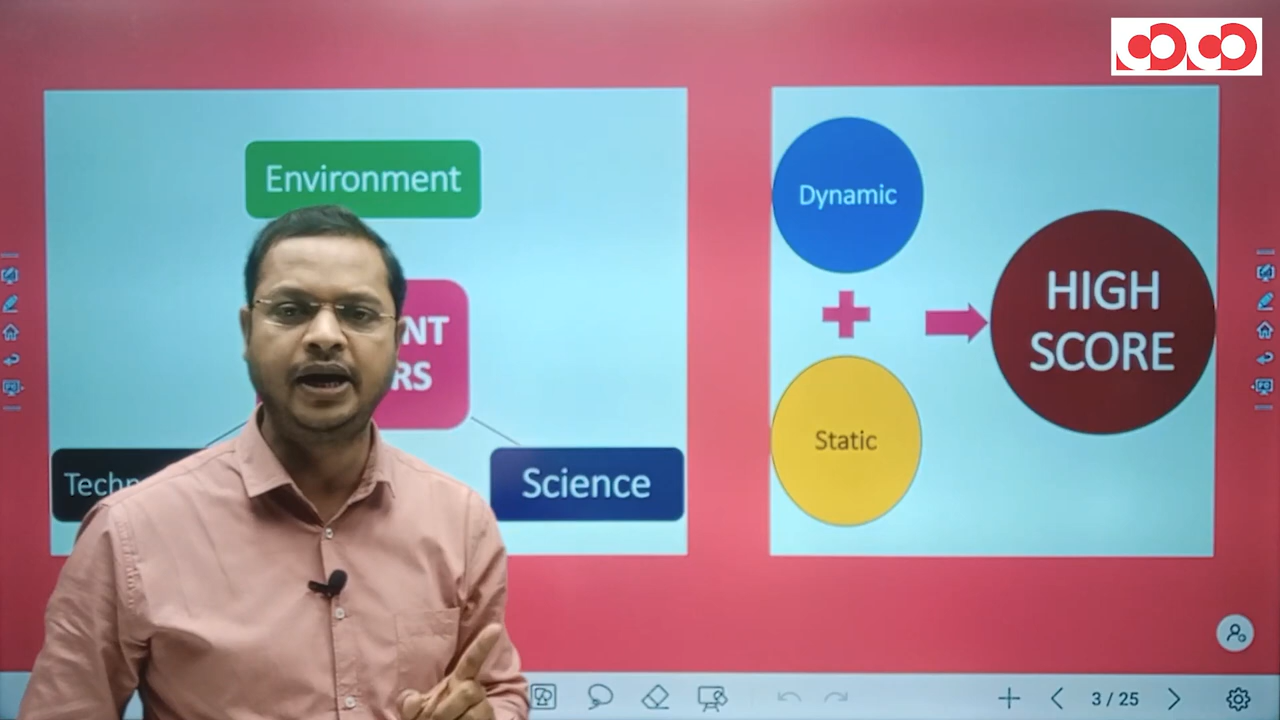 Environment
NT
RS
Techn
Science
Dynamic
Static
HIGH
SCORE
3 / 25